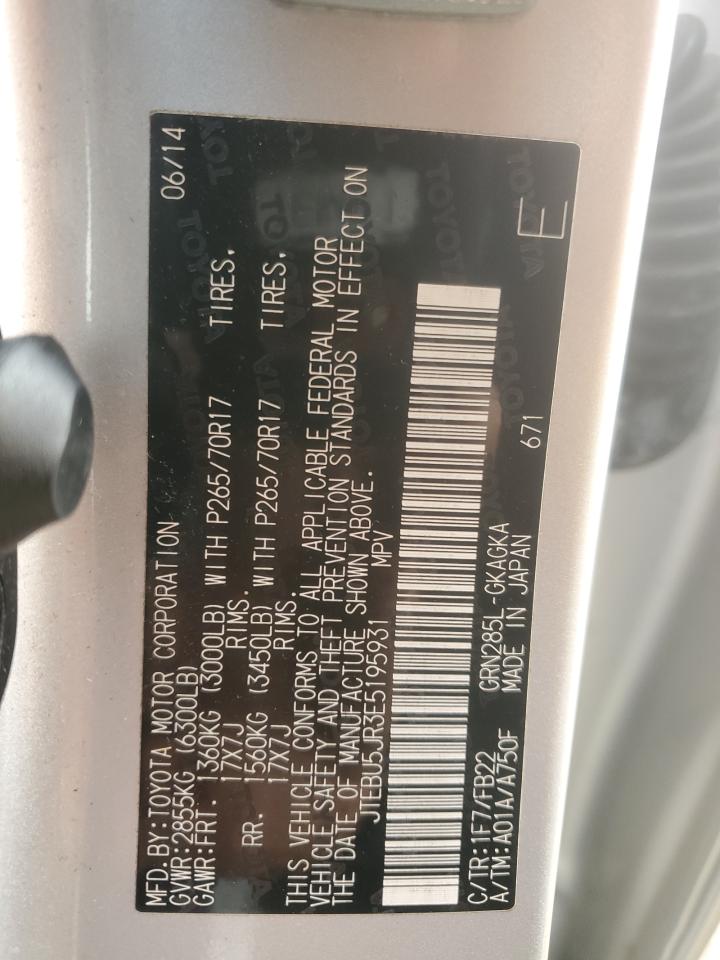 MFD.BY:TOYOTA MOTOR CORPORATION 06/14
GVWR:2855KG (6300LB)
GAWR:FRT. 1360KG (3000LB) WITH P265/70R17 TIRES,
17X7J RIMS.
RR. 1560KG (3450LB) WITH P265/70R17 TIRES,
17X7J RIMS.
THIS VEHICLE CONFORMS TO ALL APPLICABLE FEDERAL MOTOR
VEHICLE SAFETY AND THEFT PREVENTION STANDARDS IN EFFECT ON
THE DATE OF MANUFACTURE SHOWN ABOVE.
JTEBU5JR3E5195931 MPV
C/TR:1F7/FB22 GRN285L-GKAGKA 671
A/TM:A01A/A750F MADE IN JAPAN E